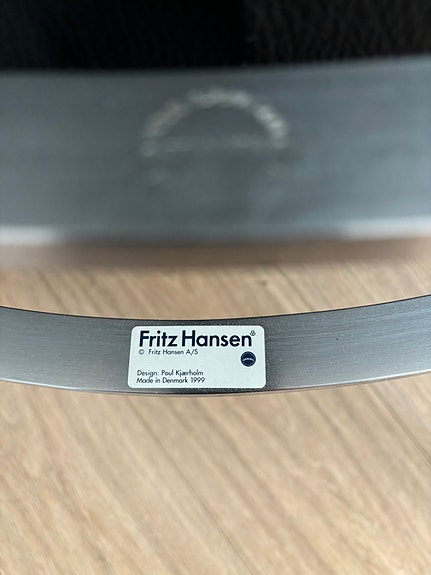 Fritz Hansen
© Fritz Hansen A/S
Design: Poul Kjærholm
Made in Denmark 1999